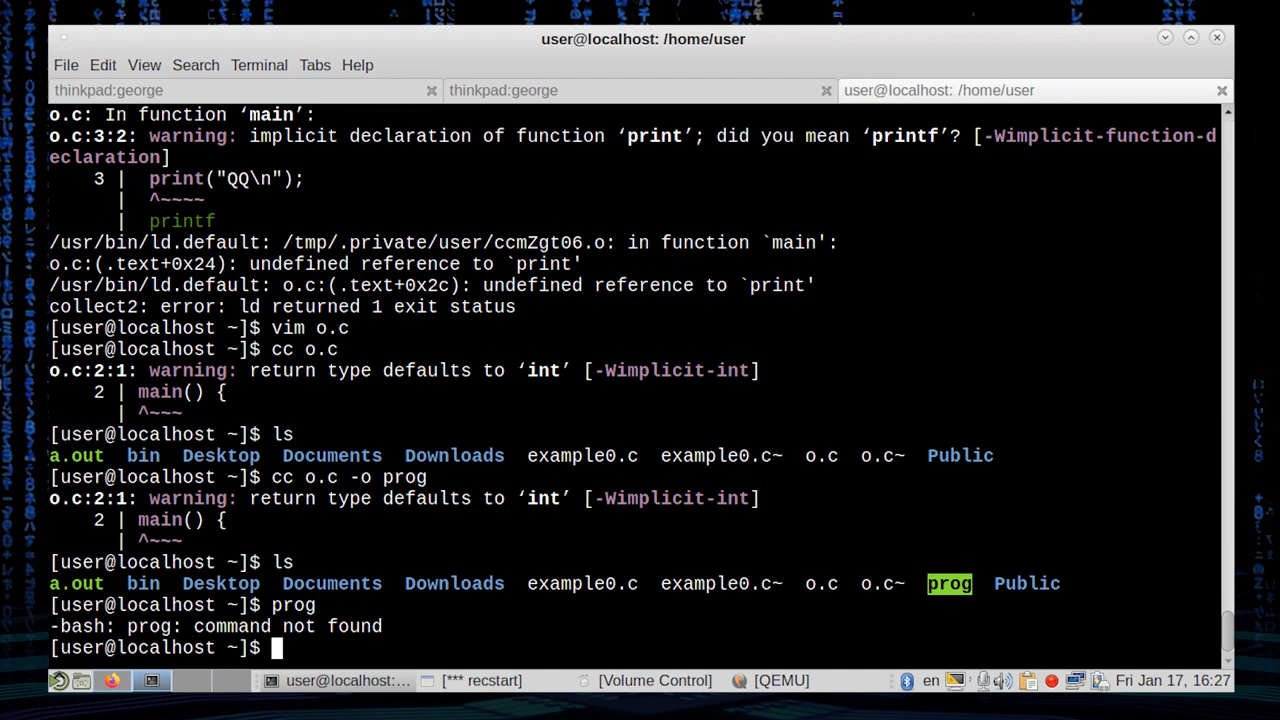 user@localhost: /home/user
File Edit View Search Terminal Tabs Help
thinkpad:george thinkpad:george user@localhost: /home/user
o.c: In function ‘main’:
o.c:3:2: warning: implicit declaration of function ‘print’; did you mean ‘printf’? [-Wimplicit-function-d
eclaration]
3 | print("QQ\n");
| ^~~~~
| printf
/usr/bin/ld.default: /tmp/.private/user/ccmZgt06.o: in function `main':
o.c:(.text+0x24): undefined reference to `print'
/usr/bin/ld.default: o.c:(.text+0x2c): undefined reference to `print'
collect2: error: ld returned 1 exit status
[user@localhost ~]$ vim o.c
[user@localhost ~]$ cc o.c
o.c:2:1: warning: return type defaults to ‘int’ [-Wimplicit-int]
2 | main() {
| ^~~~
[user@localhost ~]$ ls
a.out bin Desktop Documents Downloads example0.c example0.c~ o.c o.c~ Public
[user@localhost ~]$ cc o.c -o prog
o.c:2:1: warning: return type defaults to ‘int’ [-Wimplicit-int]
2 | main() {
| ^~~~
[user@localhost ~]$ ls
a.out bin Desktop Documents Downloads example0.c example0.c~ o.c o.c~ prog Public
[user@localhost ~]$ prog
-bash: prog: command not found
[user@localhost ~]$
user@localhost:... [*** recstart] [Volume Control] [QEMU] en Fri Jan 17, 16:27